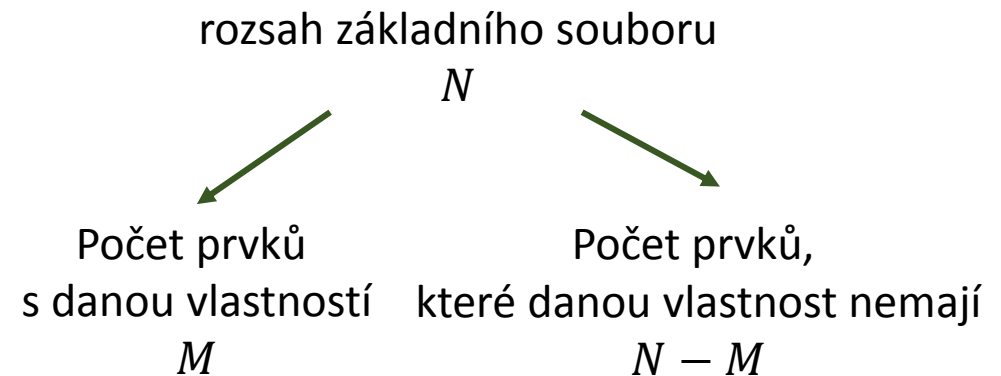 rozsah základního souboru
N
Počet prvků
s danou vlastností
M
Počet prvků,
které danou vlastnost nemají
N − M